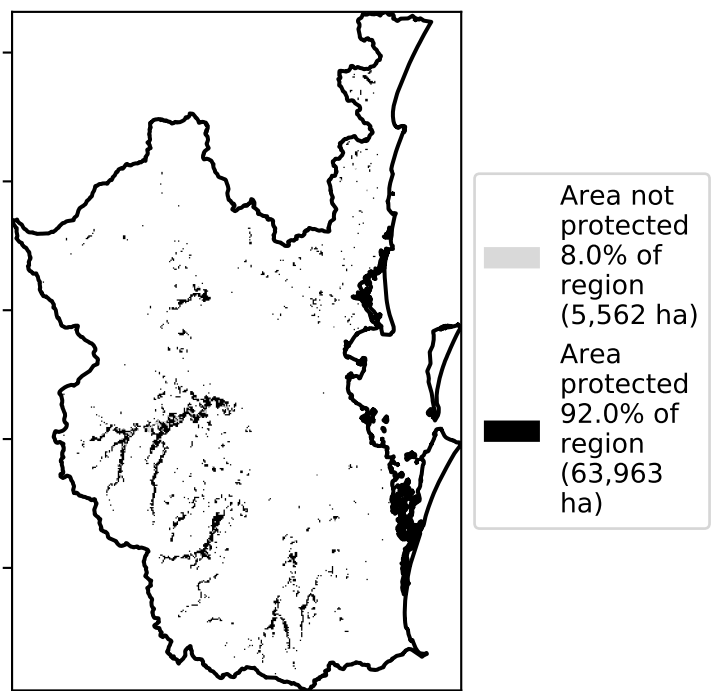 Area not
protected
8.0% of
region
(5,562 ha)
Area
protected
92.0% of
region
(63,963
ha)